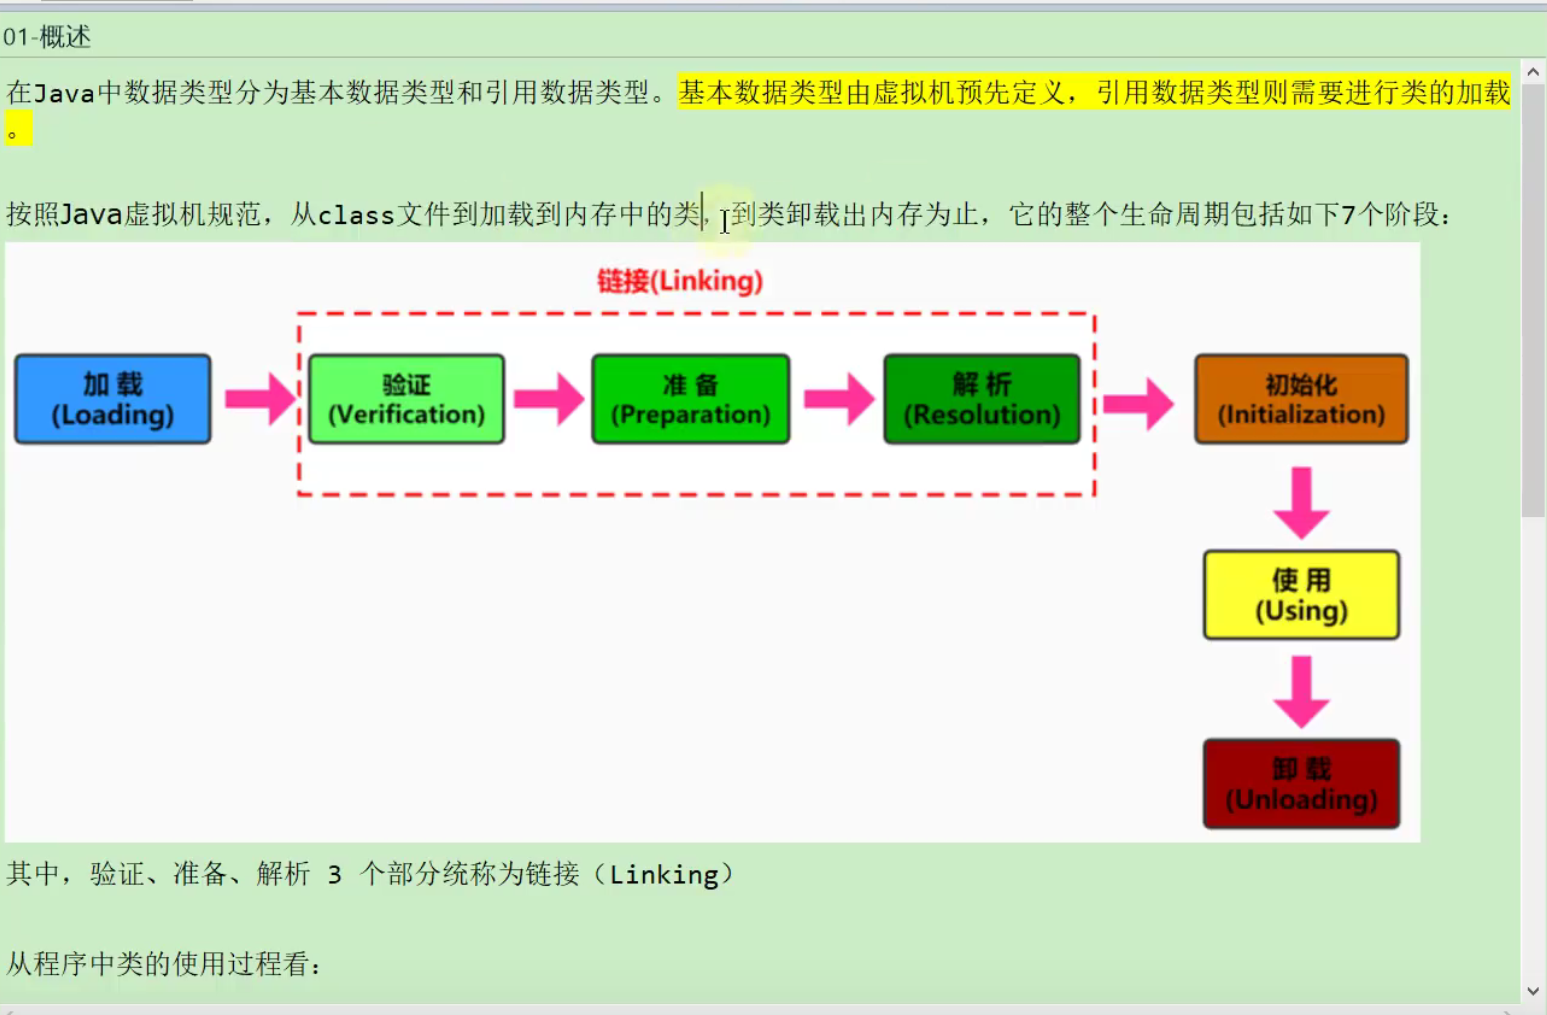 01-概述
在Java中数据类型分为基本数据类型和引用数据类型。基本数据类型由虚拟机预先定义，引用数据类型则需要进行类的加载
。
按照Java虚拟机规范，从class文件到加载到内存中的类，到类卸载出内存为止，它的整个生命周期包括如下7个阶段：
链接(Linking)
加 载
(Loading)
验证
(Verification)
准 备
(Preparation)
解 析
(Resolution)
初始化
(Initialization)
使 用
(Using)
卸 载
(Unloading)
其中，验证、准备、解析 3 个部分统称为链接（Linking）
从程序中类的使用过程看：